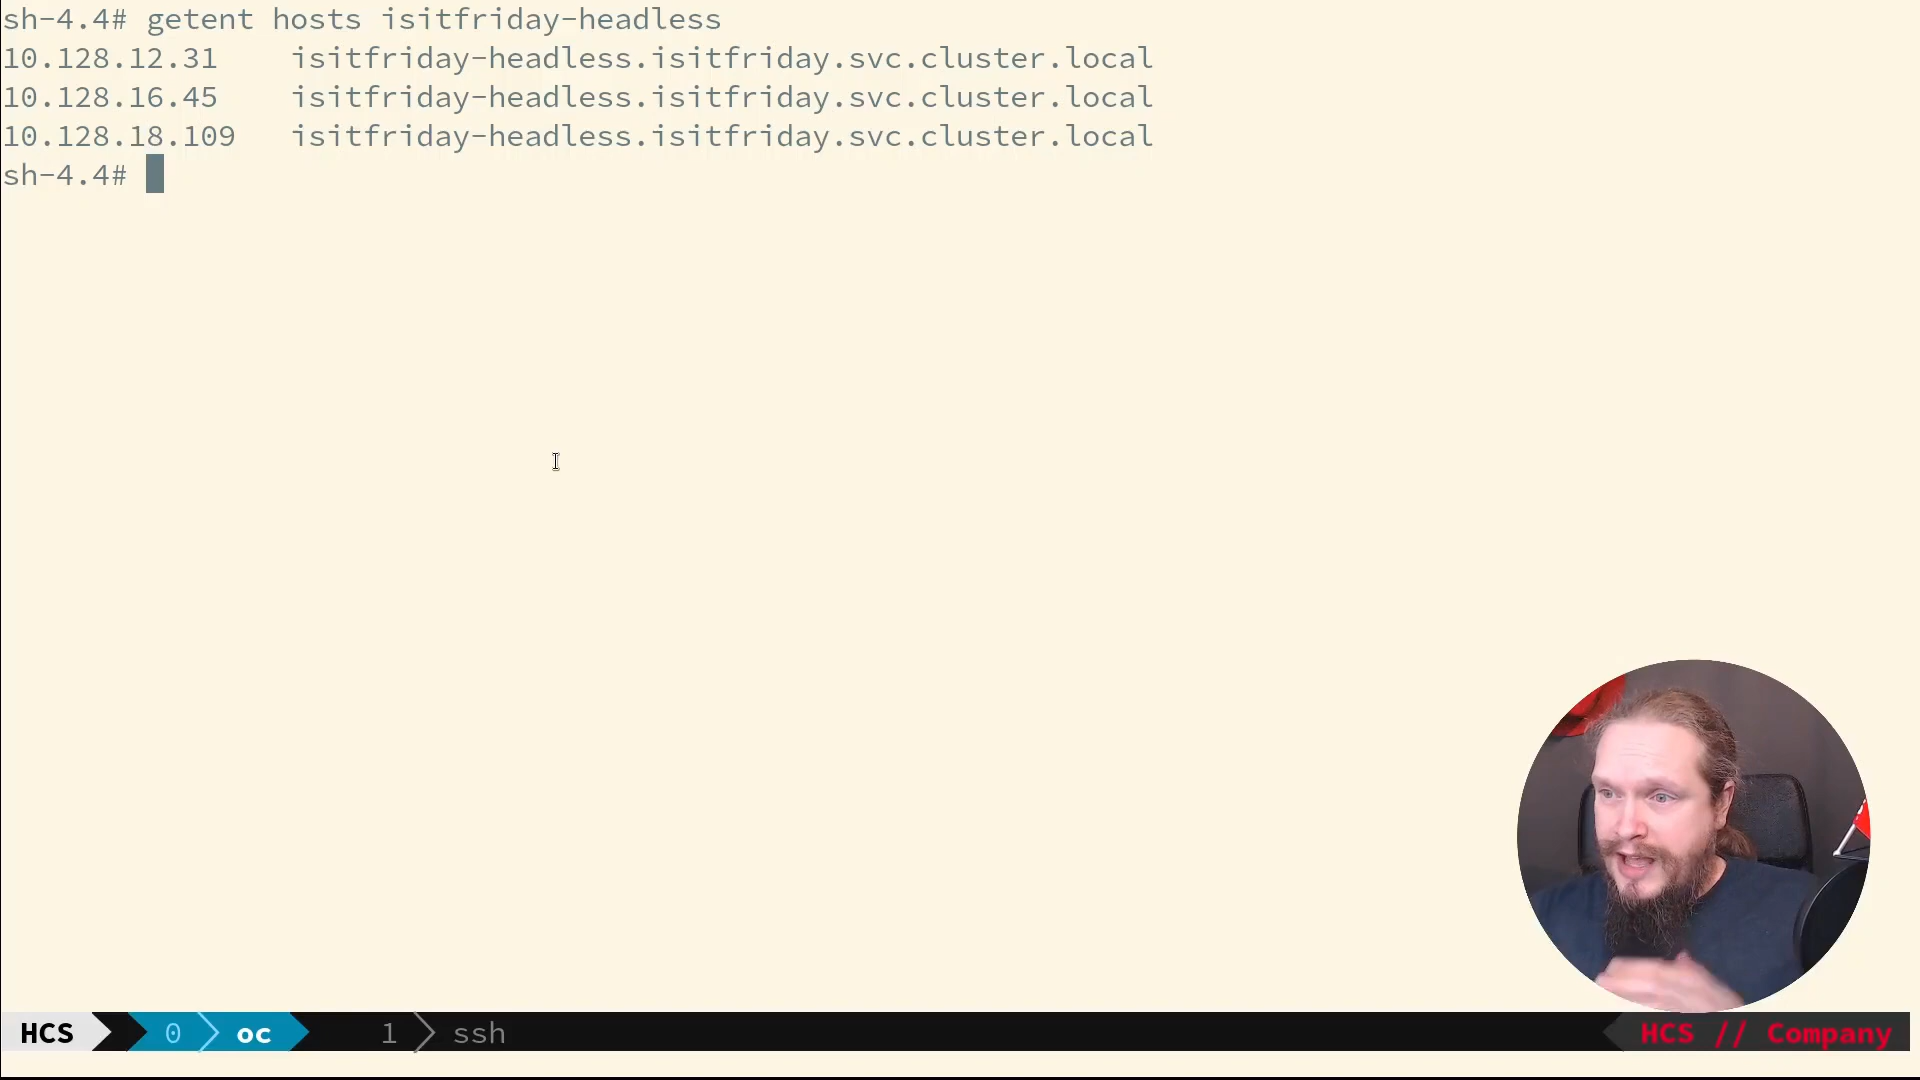 sh-4.4# getent hosts isitfriday-headless
10.128.12.31    isitfriday-headless.isitfriday.svc.cluster.local
10.128.16.45    isitfriday-headless.isitfriday.svc.cluster.local
10.128.18.109   isitfriday-headless.isitfriday.svc.cluster.local
sh-4.4#
HCS 0 oc 1 ssh HCS // Company